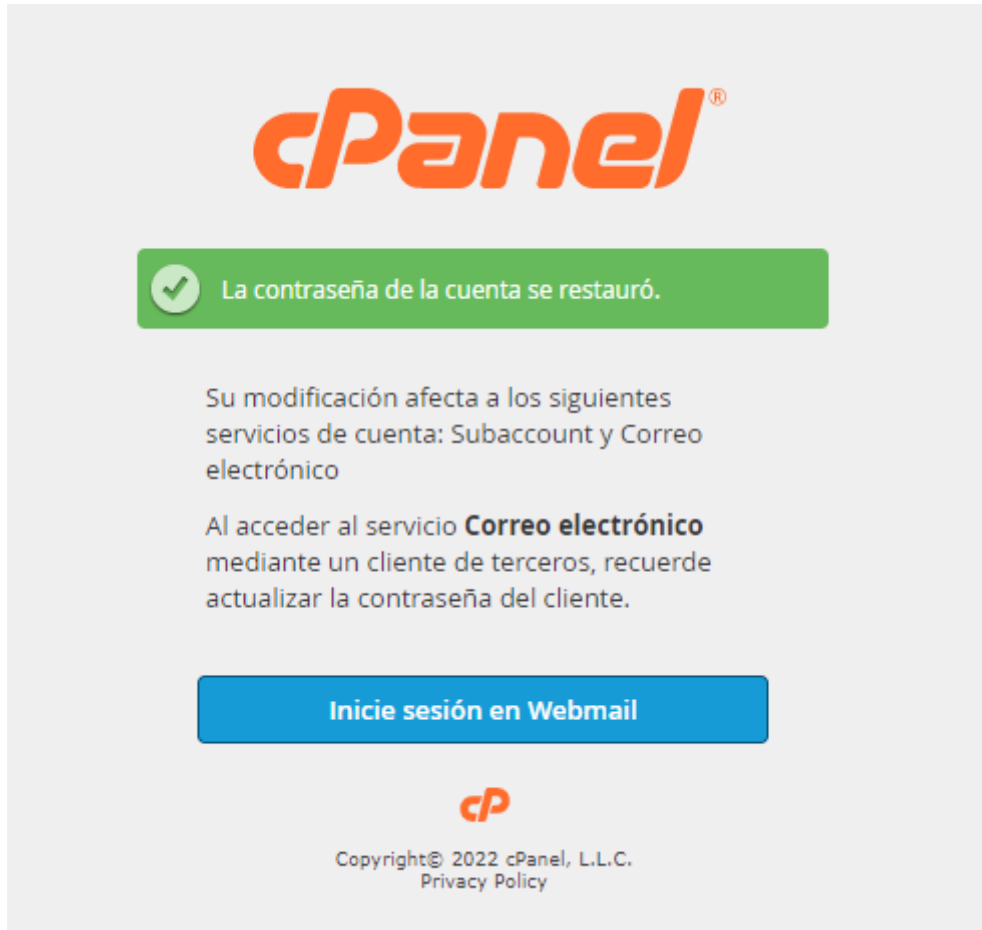 cPanel®
La contraseña de la cuenta se restauró.
Su modificación afecta a los siguientes
servicios de cuenta: Subaccount y Correo
electrónico
Al acceder al servicio Correo electrónico
mediante un cliente de terceros, recuerde
actualizar la contraseña del cliente.
Inicie sesión en Webmail
cP
Copyright© 2022 cPanel, L.L.C.
Privacy Policy